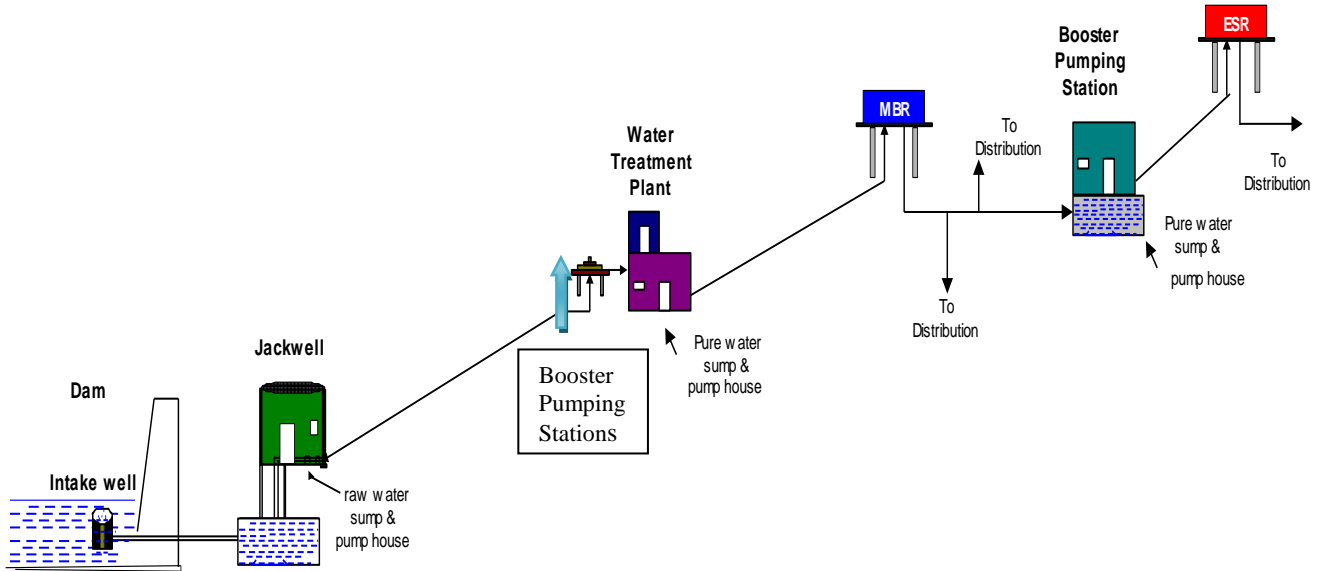 Dam
Intake well
Jackwell
raw water
sump &
pump house
Booster
Pumping
Stations
Water
Treatment
Plant
Pure water
sump &
pump house
MBR
To
Distribution
To
Distribution
Booster
Pumping
Station
Pure water
sump &
pump house
ESR
To
Distribution